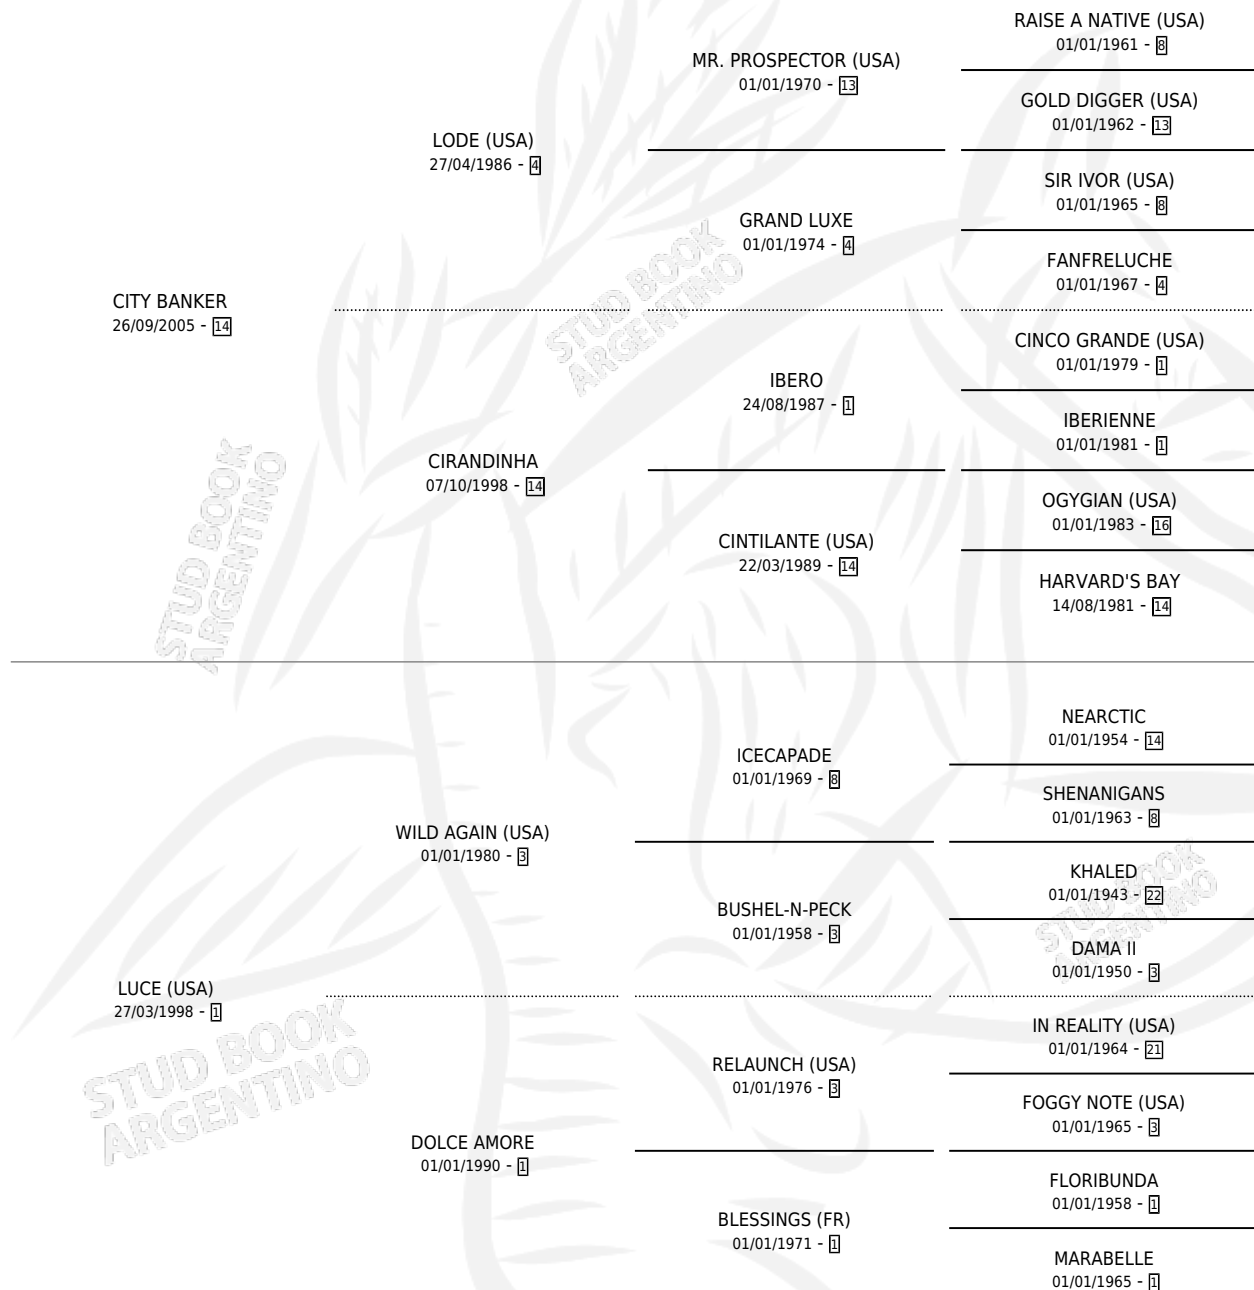 RAISE A NATIVE (USA)
01/01/1961 - 8
MR. PROSPECTOR (USA)
01/01/1970 - 13
GOLD DIGGER (USA)
01/01/1962 - 13
LODE (USA)
27/04/1986 - 4
SIR IVOR (USA)
01/01/1965 - 8
GRAND LUXE
01/01/1974 - 4
FANFRELUCHE
01/01/1967 - 4
CITY BANKER
26/09/2005 - 14
STUD BOOK
ARGENTINO
CINCO GRANDE (USA)
01/01/1979 - 1
IBERO
24/08/1987 - 1
IBERIENNE
01/01/1981 - 1
CIRANDINHA
07/10/1998 - 14
OGYGIAN (USA)
01/01/1983 - 16
CINTILANTE (USA)
22/03/1989 - 14
HARVARD'S BAY
14/08/1981 - 14
STUD BOOK
ARGENTINO
NEARCTIC
01/01/1954 - 14
ICECAPADE
01/01/1969 - 8
SHENANIGANS
01/01/1963 - 8
WILD AGAIN (USA)
01/01/1980 - 3
KHALED
01/01/1943 - 22
BUSHEL-N-PECK
01/01/1958 - 3
DAMA II
01/01/1950 - 3
STUD BOOK
ARGENTINO
LUCE (USA)
27/03/1998 - 1
STUD BOOK
ARGENTINO
IN REALITY (USA)
01/01/1964 - 21
RELAUNCH (USA)
01/01/1976 - 3
FOGGY NOTE (USA)
01/01/1965 - 3
DOLCE AMORE
01/01/1990 - 1
FLORIBUNDA
01/01/1958 - 1
BLESSINGS (FR)
01/01/1971 - 1
MARABELLE
01/01/1965 - 1